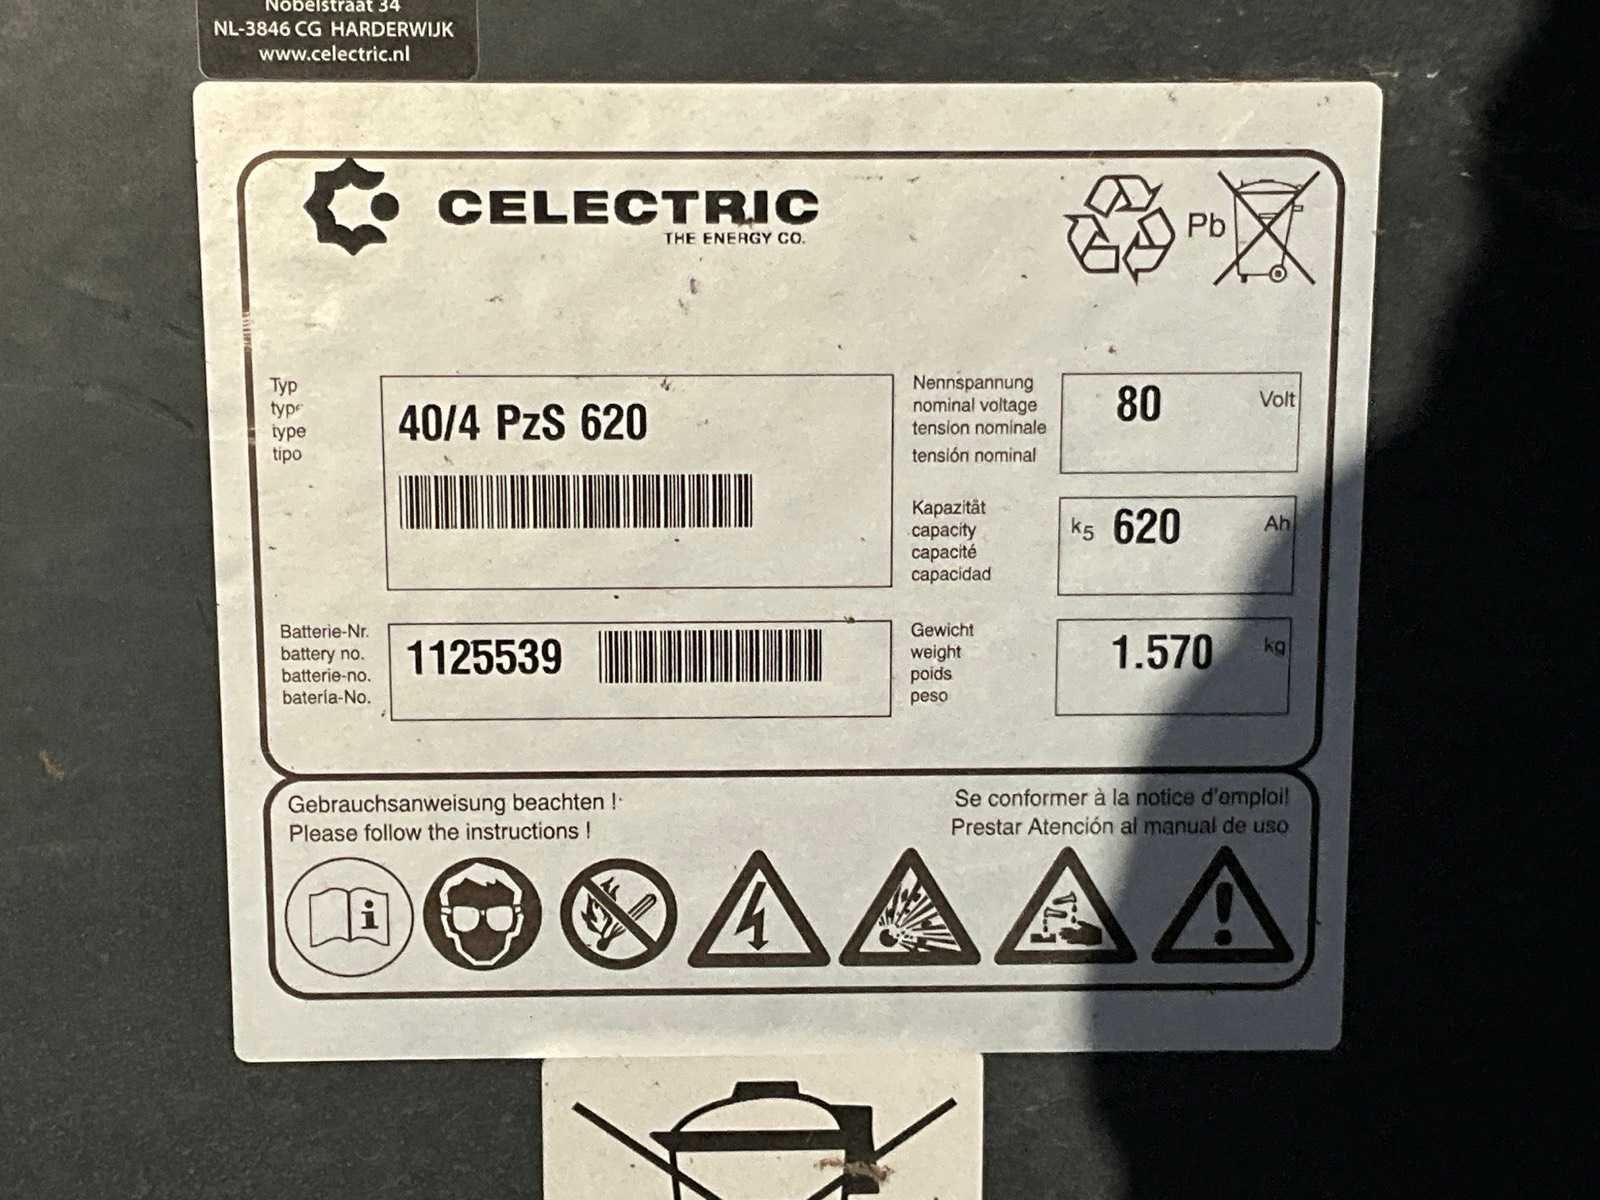 Nobelstraat 34
NL-3846 CG HARDERWIJK
www.celectric.nl
CELECTRIC
THE ENERGY CO.
Pb
Typ
type
type
tipo
40/4 PzS 620
Nennspannung
nominal voltage
tension nominale
tensión nominal
80 Volt
Kapazität
capacity
capacité
capacidad
k5 620 Ah
Batterie-Nr.
battery no.
batterie-no.
batería-No.
1125539
Gewicht
weight
poids
peso
1.570 kg
Gebrauchsanweisung beachten !
Please follow the instructions !
Se conformer à la notice d'emploi!
Prestar Atención al manual de uso